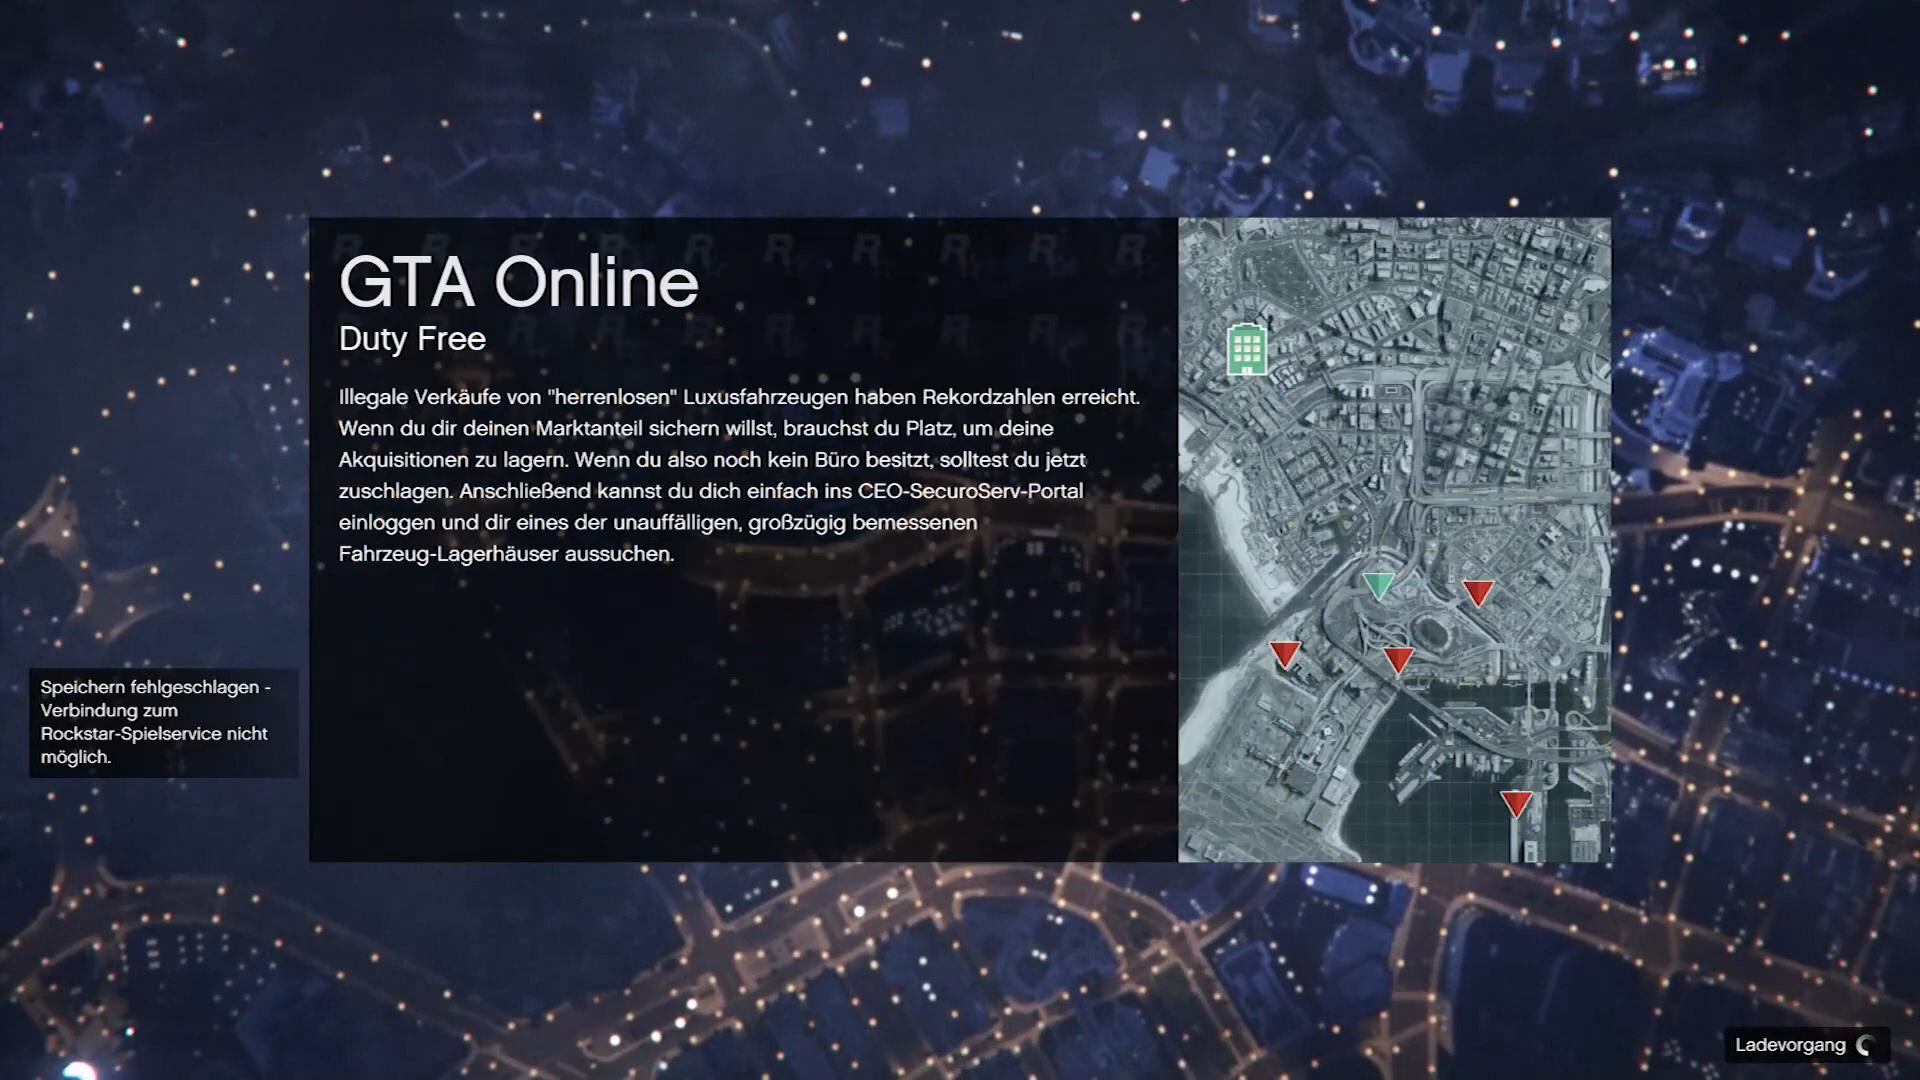 GTA Online
Duty Free
Illegale Verkäufe von "herrenlosen" Luxusfahrzeugen haben Rekordzahlen erreicht.
Wenn du dir deinen Marktanteil sichern willst, brauchst du Platz, um deine
Akquisitionen zu lagern. Wenn du also noch kein Büro besitzt, solltest du jetzt
zuschlagen. Anschließend kannst du dich einfach ins CEO-SecuroServ-Portal
einloggen und dir eines der unauffälligen, großzügig bemessenen
Fahrzeug-Lagerhäuser aussuchen.
Speichern fehlgeschlagen -
Verbindung zum
Rockstar-Spielservice nicht
möglich.
Ladevorgang